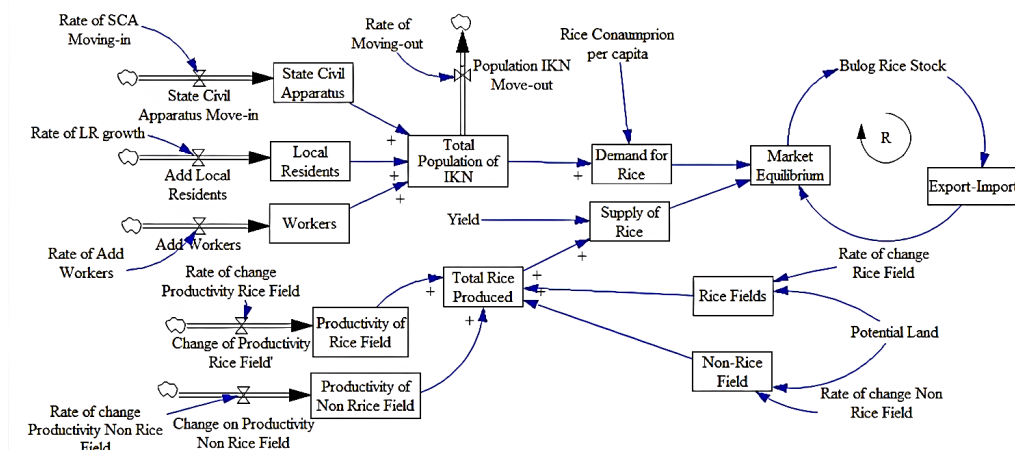 Rate of SCA
Moving-in
State Civil
Apparatus Move-in
State Civil
Apparatus
Rate of
Moving-out
Population IKN
Move-out
Rice Conaumprion
per capita
Bulog Rice Stock
Rate of LR growth
Add Local
Residents
Local
Residents
+
+
+
Total
Population of
IKN
+
Demand for
Rice
Market
Equilibrium
R
Export-Import
Rate of Add
Workers
Add Workers
Workers
Yield
Supply of
Rice
+
Rate of change
Productivity Rice Field
Change of Productivity
Rice Field'
Productivity of
Rice Field
+
Total Rice
Produced
+
+
+
Rice Fields
Rate of change
Rice Field
Potential Land
Non-Rice
Field
Rate of change Non
Rice Field
Rate of change
Productivity Non Rice
Field
Change on Productivity
Non Rice Field
Productivity of
Non Rrice Field